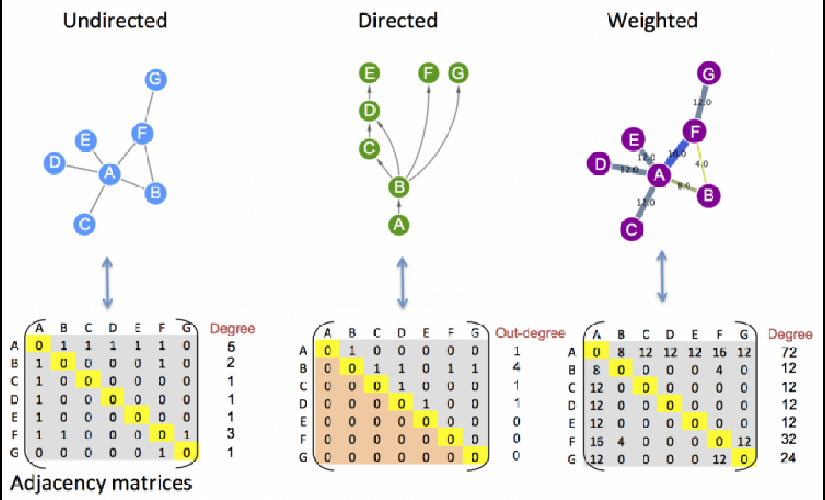 Undirected Directed Weighted
G
E F
D A
B
C
E F G
D
C
B
A
G
12.0
F
E
16.0
12.0
4.0
D
12.0
A
8.0
B
12.0
C
A B C D E F G Degree
A 0 1 1 1 1 1 0 5
B 1 0 0 0 0 1 0 2
C 1 0 0 0 0 0 0 1
D 1 0 0 0 0 0 0 1
E 1 0 0 0 0 0 0 1
F 1 1 0 0 0 0 1 3
G 0 0 0 0 0 1 0 1
A B C D E F G Out-degree
A 0 1 0 0 0 0 0 1
B 0 0 1 1 0 1 1 4
C 0 0 0 1 0 0 0 1
D 0 0 0 0 1 0 0 1
E 0 0 0 0 0 0 0 0
F 0 0 0 0 0 0 0 0
G 0 0 0 0 0 0 0 0
A B C D E F G Degree
A 0 8 12 12 12 16 12 72
B 8 0 0 0 0 4 0 12
C 12 0 0 0 0 0 0 12
D 12 0 0 0 0 0 0 12
E 12 0 0 0 0 0 0 12
F 16 4 0 0 0 0 12 32
G 12 0 0 0 0 12 0 24
Adjacency matrices